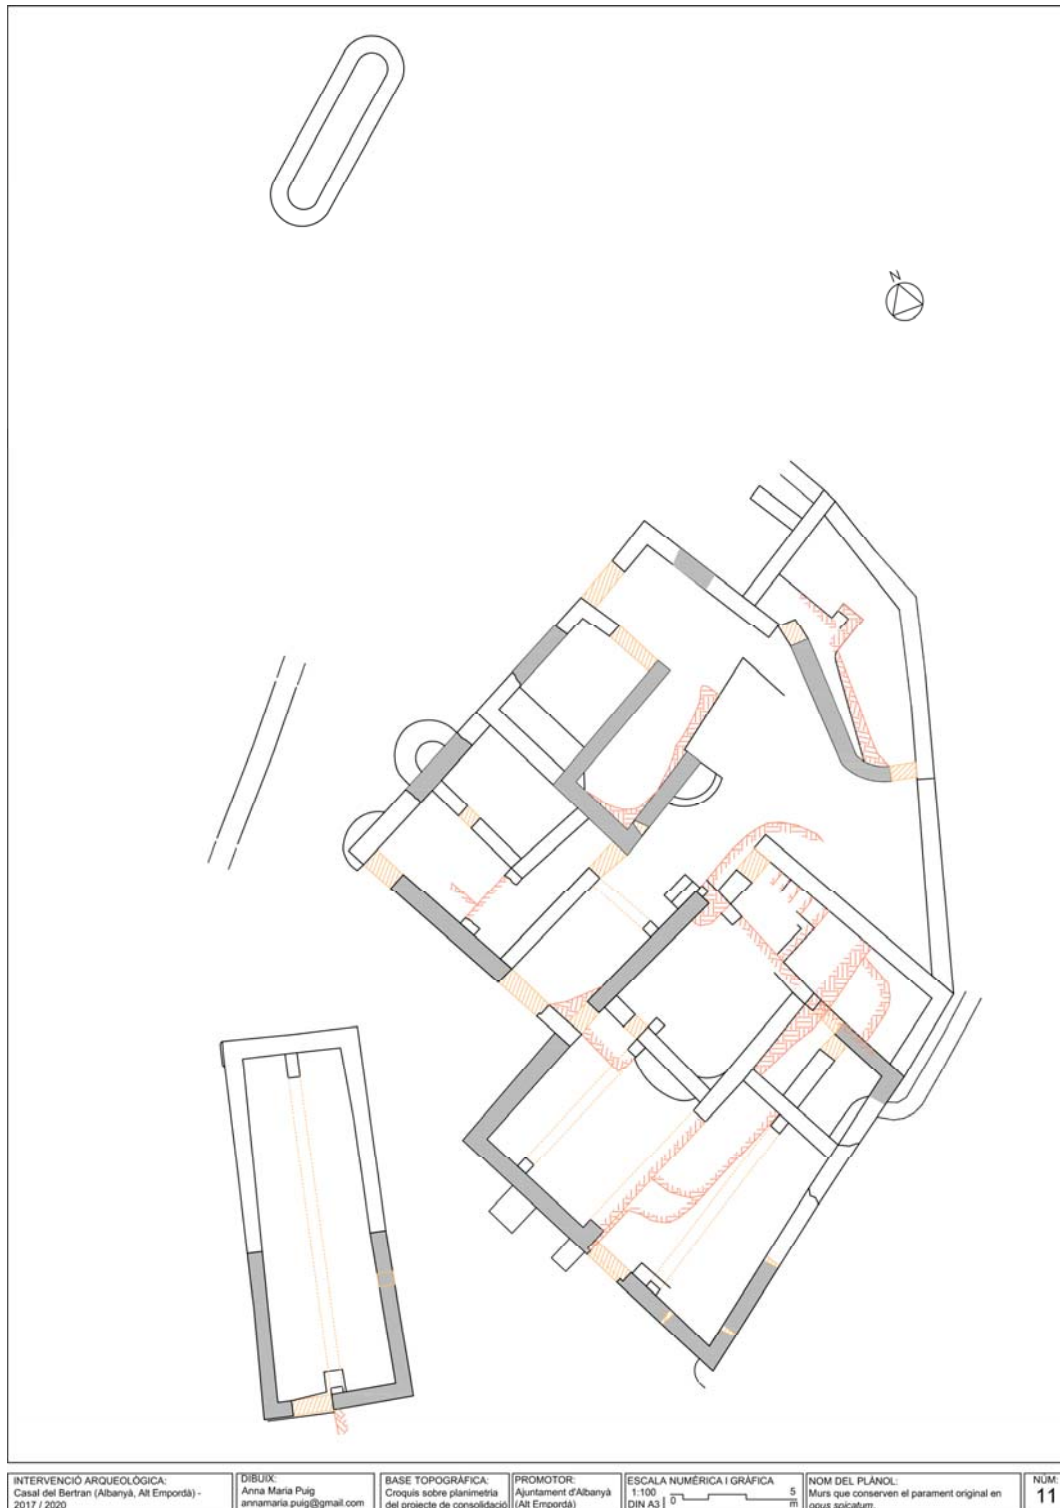 N
INTERVENCIÓ ARQUEOLÒGICA:
Casal del Bertran (Albanyà, Alt Empordà) -
2017 / 2020
DIBUIX:
Anna Maria Puig
annamaria.puig@gmail.com
BASE TOPOGRÀFICA:
Croquis sobre planimetria
del projecte de consolidació
PROMOTOR:
Ajuntament d'Albanyà
(Alt Empordà)
ESCALA NUMÈRICA I GRÀFICA
1:100
DIN A3
0
5
m
NOM DEL PLÀNOL:
Murs que conserven el parament original en
opus spicatum
NÚM:
11